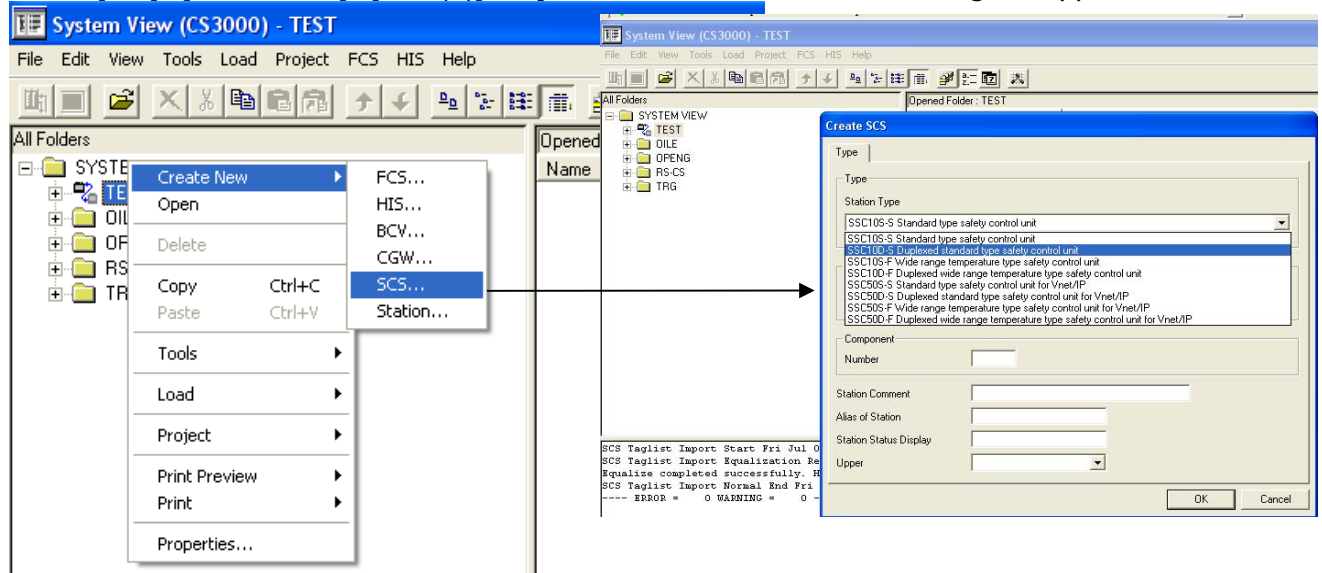 System View (CS3000) - TEST
File Edit View Tools Load Project FCS HIS Help
All Folders
Opened
Name
SYSTE
TE
OIL
OF
RS
TR
Create New
Open
Delete
Copy Ctrl+C
Paste Ctrl+V
Tools
Load
Project
Print Preview
Print
Properties...
FCS...
HIS...
BCV...
CGW...
SCS...
Station...
System View (CS3000) - TEST
File Edit View Tools Load Project FCS HIS Help
All Folders
Opened Folder : TEST
SYSTEM VIEW
TEST
OILE
OPENG
RS-CS
TRG
Create SCS
Type
Type
Station Type
SSC10S-S Standard type safety control unit
SSC10S-S Standard type safety control unit
SSC10D-S Duplexed standard type safety control unit
SSC10S-F Wide range temperature type safety control unit
SSC10D-F Duplexed wide range temperature type safety control unit
SSC50S-S Standard type safety control unit for Vnet/IP
SSC50D-S Duplexed standard type safety control unit for Vnet/IP
SSC50S-F Wide range temperature type safety control unit for Vnet/IP
SSC50D-F Duplexed wide range temperature type safety control unit for Vnet/IP
Component
Number
Station Comment
Alias of Station
Station Status Display
Upper
OK Cancel
SCS Taglist Import Start Fri Jul 0
SCS Taglist Import Equalization Re
Equalize completed successfully. H
SCS Taglist Import Normal End Fri
---- ERROR = 0 WARNING = 0 -